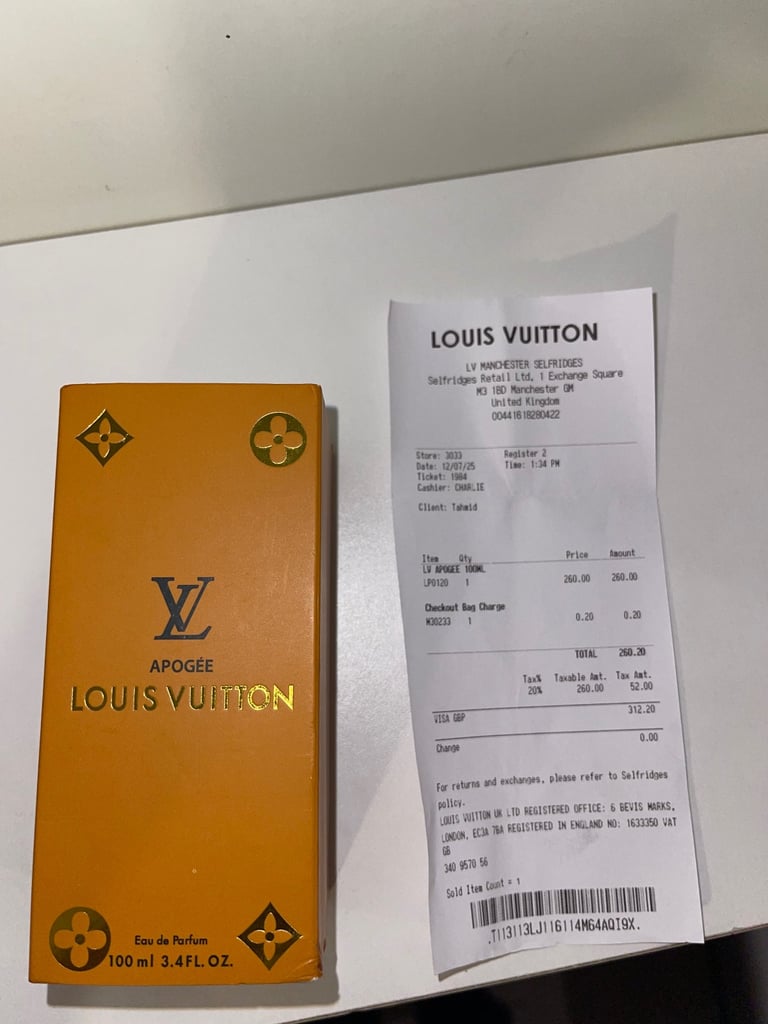 LV
APOGÉE
LOUIS VUITTON
Eau de Parfum
100 ml 3.4FL. OZ.
LOUIS VUITTON
LV MANCHESTER SELFRIDGES
Selfridges Retail Ltd, 1 Exchange Square
M3 1BD Manchester GM
United Kingdom
00441618280422
Store: 3033 Register 2
Date: 12/07/25 Time: 1:34 PM
Ticket: 1984
Cashier: CHARLIE
Client: Tahmid
Item Qty Price Amount
LV APOGEE 100ML
LP0120 1 260.00 260.00
Checkout Bag Charge
M30233 1 0.20 0.20
TOTAL 260.20
Tax% Taxable Amt. Tax Amt.
20% 260.00 52.00
VISA GBP 312.20
Change 0.00
For returns and exchanges, please refer to Selfridges
policy.
LOUIS VUITTON UK LTD REGISTERED OFFICE: 6 BEVIS MARKS,
LONDON, EC3A 7BA REGISTERED IN ENGLAND NO: 1633350 VAT
GB
340 9570 56
Sold Item Count = 1
.T113113LJ116114M64AQI9X.